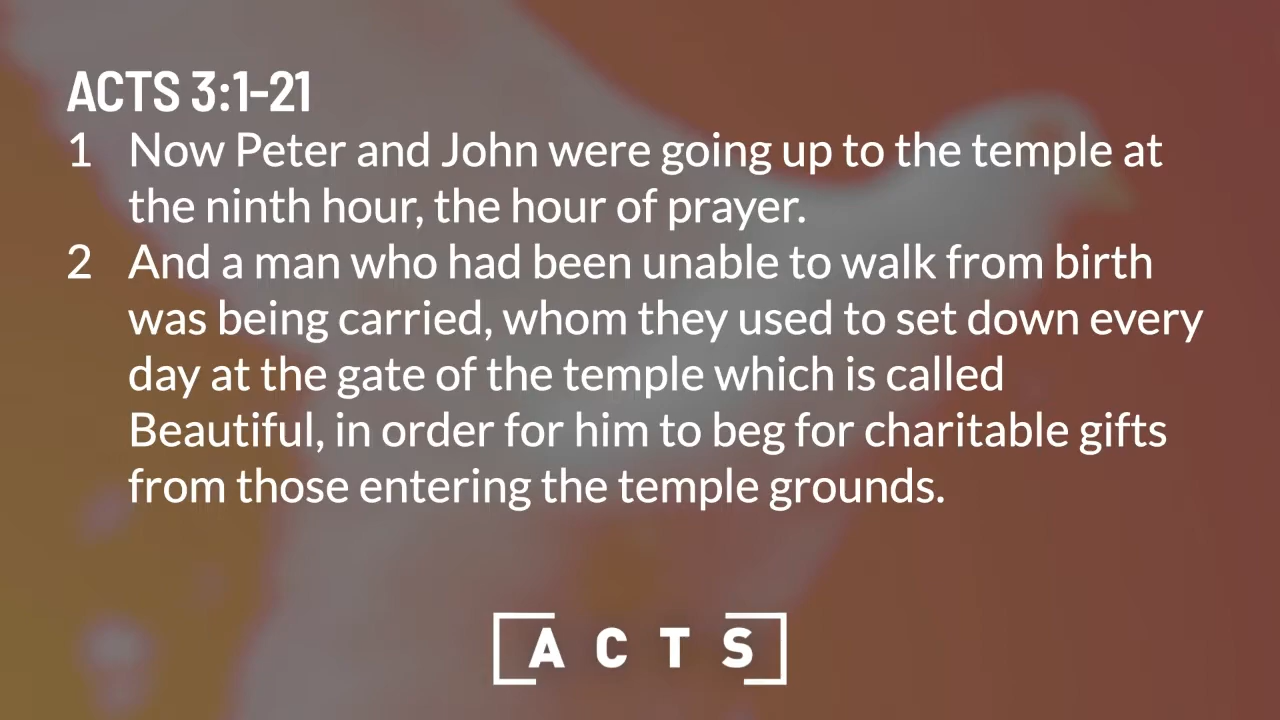 ACTS 3:1-21
1 Now Peter and John were going up to the temple at
the ninth hour, the hour of prayer.
2 And a man who had been unable to walk from birth
was being carried, whom they used to set down every
day at the gate of the temple which is called
Beautiful, in order for him to beg for charitable gifts
from those entering the temple grounds.
ACTS